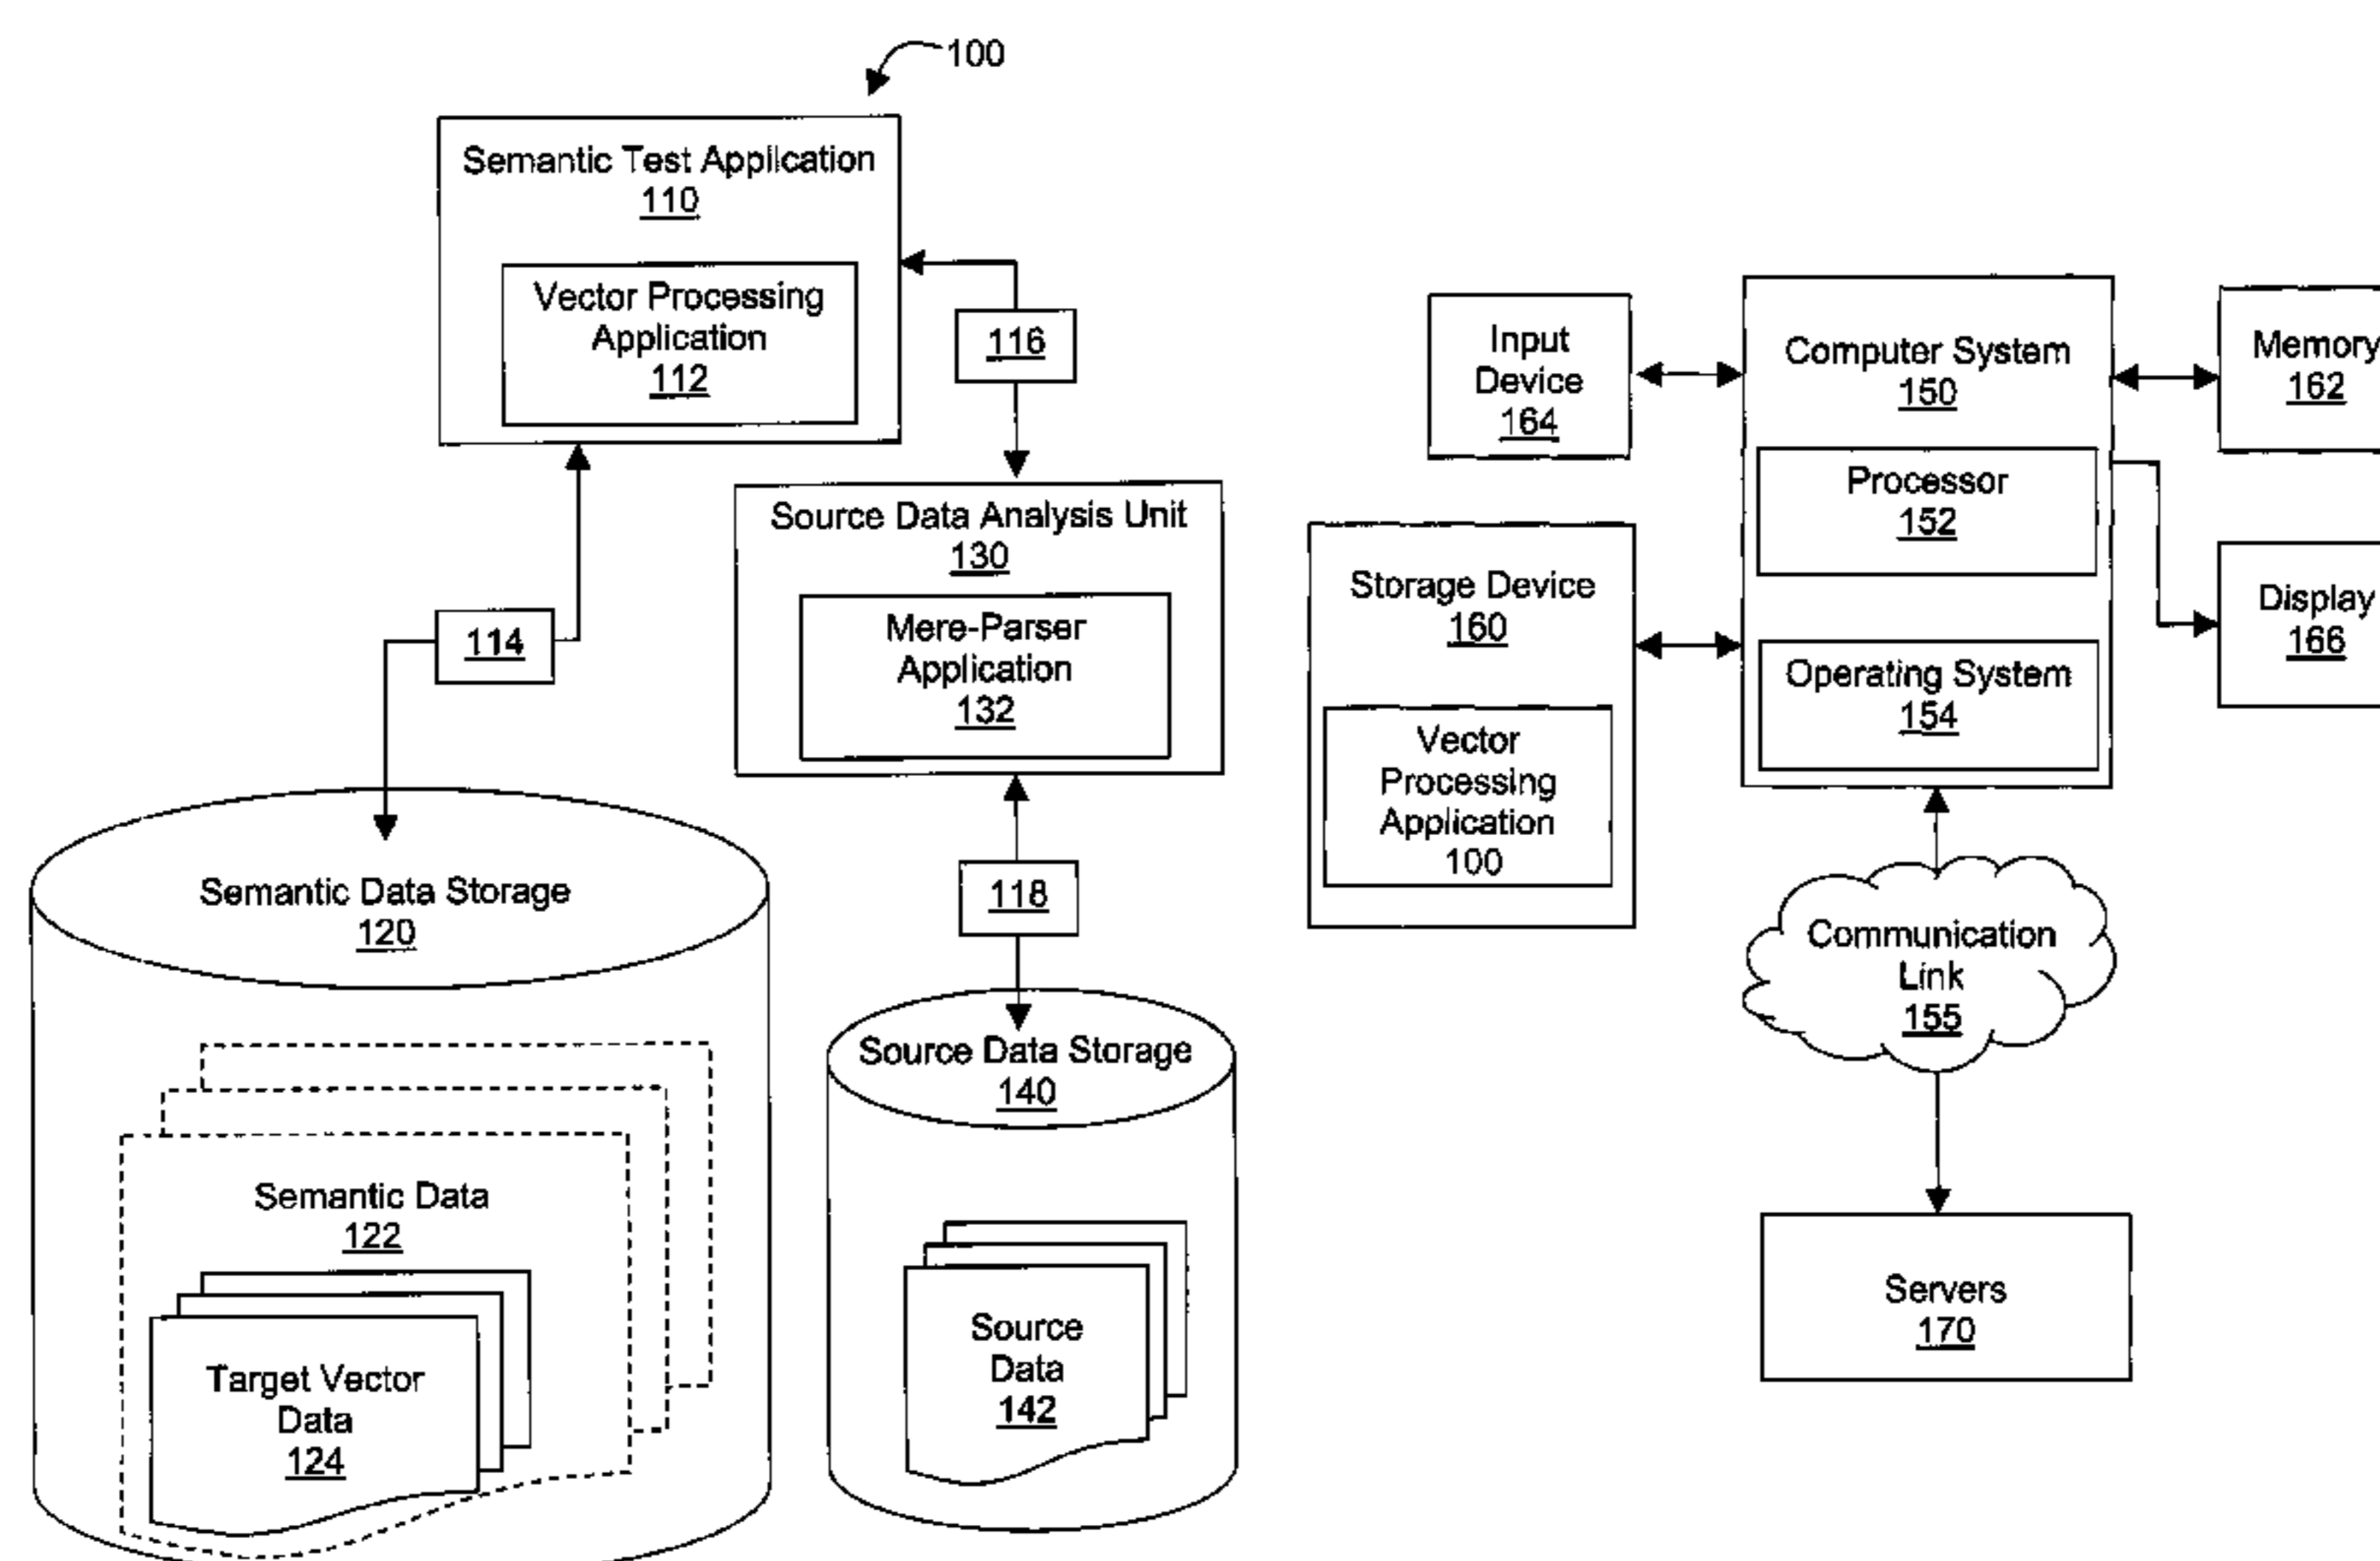 100
Semantic Test Application
110
Vector Processing
Application
112
116
114
Source Data Analysis Unit
130
Mere-Parser
Application
132
118
Semantic Data Storage
120
Semantic Data
122
Target Vector
Data
124
Source Data Storage
140
Source
Data
142
Input
Device
164
Computer System
150
Processor
152
Operating System
154
Memory
162
Display
166
Storage Device
160
Vector
Processing
Application
100
Communication
Link
155
Servers
170